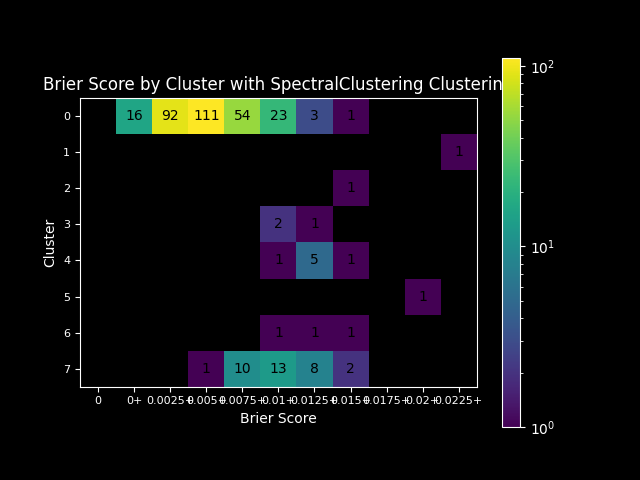 Brier Score by Cluster with SpectralClustering Clusterin
10²
0 16 92 111 54 23 3 1
1 1
2 1
3 2 1
Cluster
4 1 5 1
10¹
5 1
6 1 1 1
7 1 10 13 8 2
0 0+ 0.0025+ 0.005+ 0.0075+ 0.01+ 0.0125+ 0.015+ 0.0175+ 0.02+ 0.0225+
Brier Score
10⁰